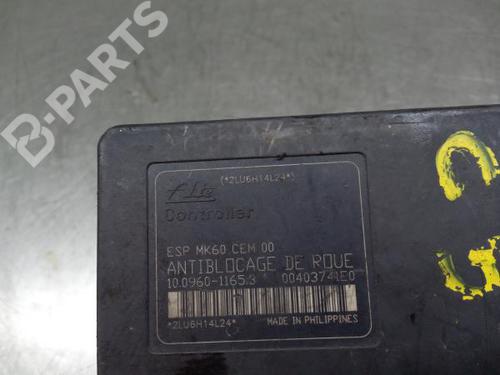 B-PARTS
(*2LU6H14L24*)
Ate
Controller
ESP MK60 CEM 00
ANTIBLOCAGE DE ROUE
10.0960-1165.3 00403741E0
*2LU6H14L24*
MADE IN PHILIPPINES